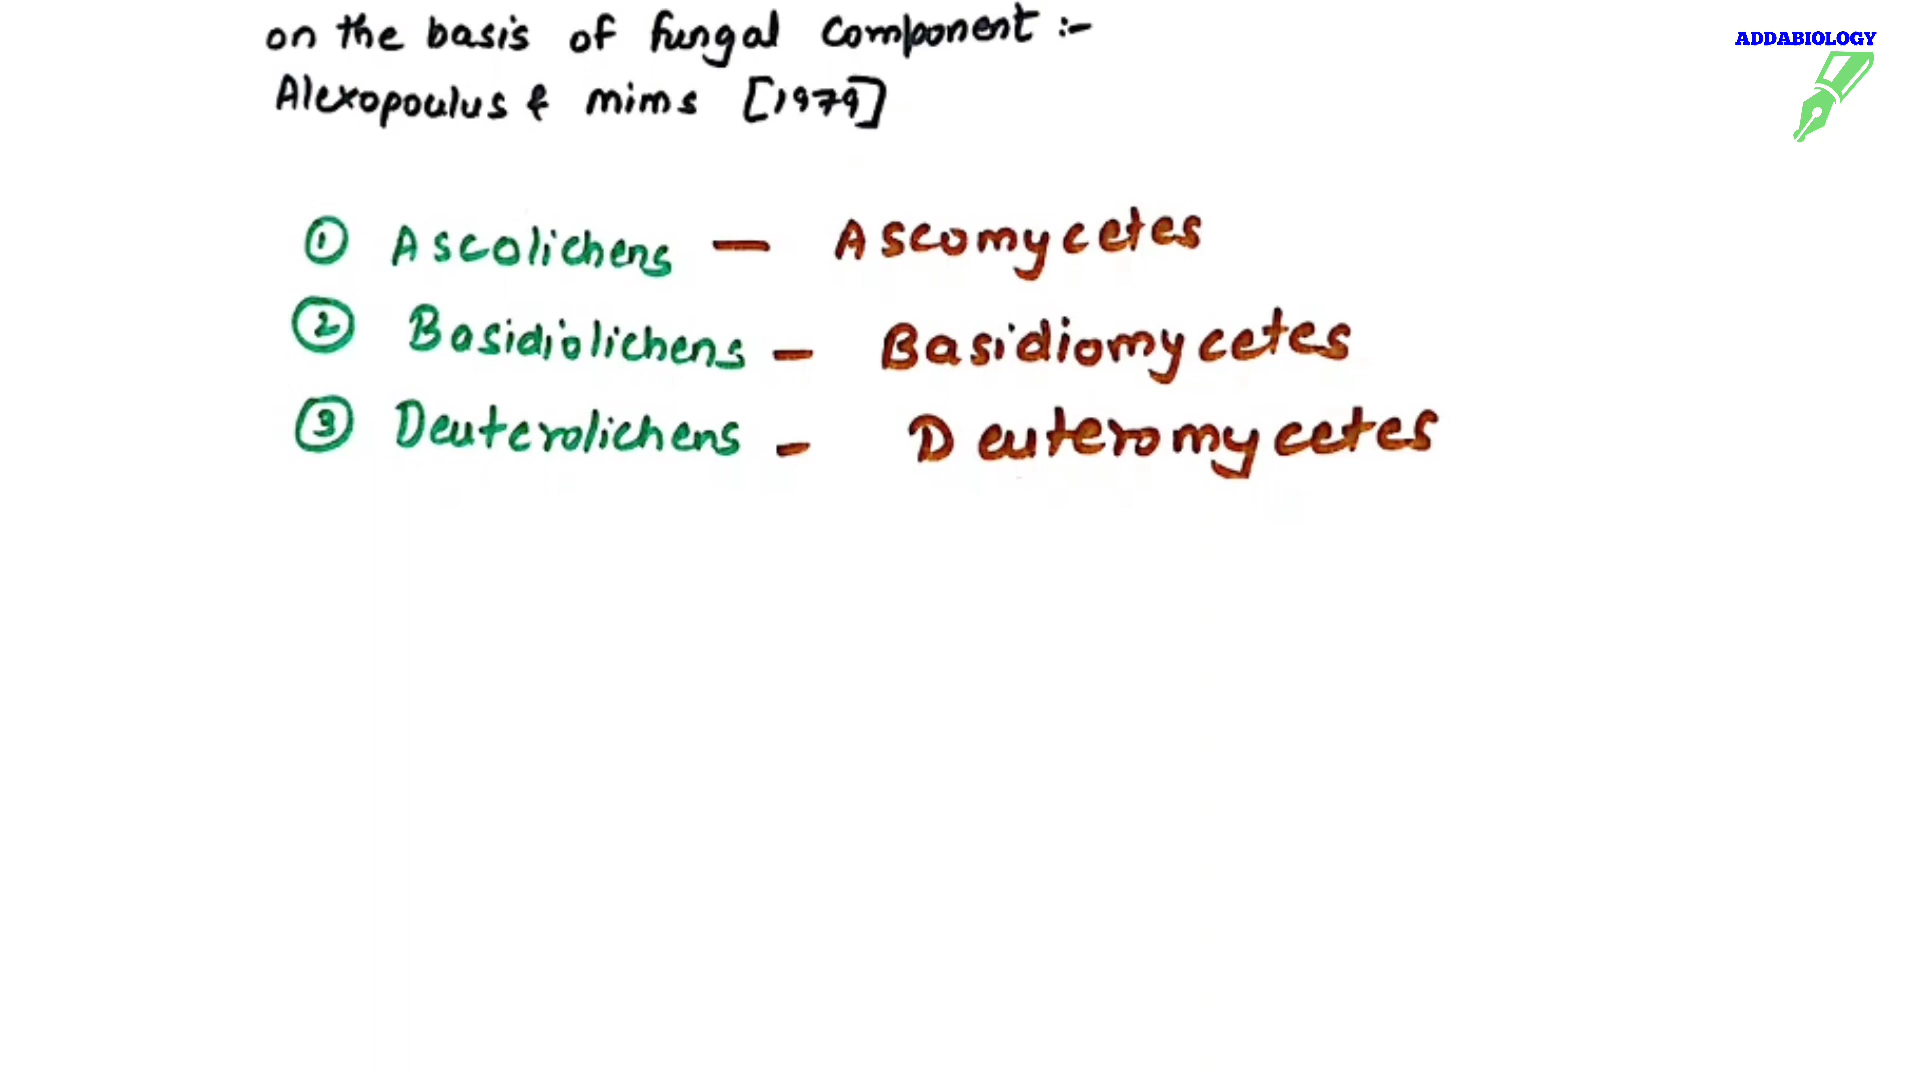 on the basis of fungal component :-
ADDABIOLOGY
Alexopoulus & mims [1979]
① Ascolichens — Ascomycetes
② Basidiolichens — Basidiomycetes
③ Deuterolichens - Deuteromycetes